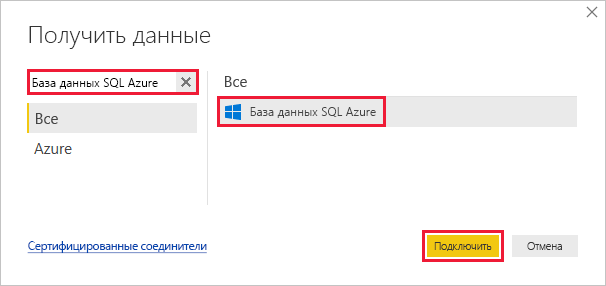 Получить данные
База данных SQL Azure
Все
Azure
Все
База данных SQL Azure
Сертифицированные соединители
Подключить
Отмена